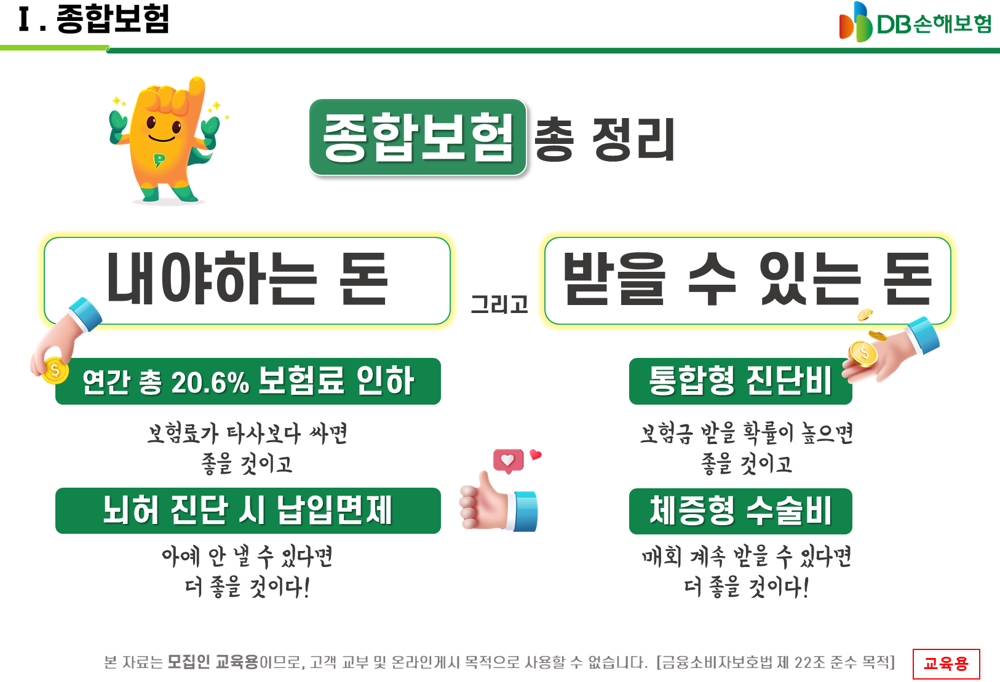 Ⅰ. 종합보험
DB손해보험
종합보험 총 정리
내야하는 돈
그리고
받을 수 있는 돈
연간 총 20.6% 보험료 인하
보험료가 타사보다 싸면
좋을 것이고
뇌허 진단 시 납입면제
아예 안 낼 수 있다면
더 좋을 것이다!
통합형 진단비
보험금 받을 확률이 높으면
좋을 것이고
체증형 수술비
매회 계속 받을 수 있다면
더 좋을 것이다!
본 자료는 모집인 교육용이므로, 고객 교부 및 온라인게시 목적으로 사용할 수 없습니다. [금융소비자보호법 제 22조 준수 목적]
교육용